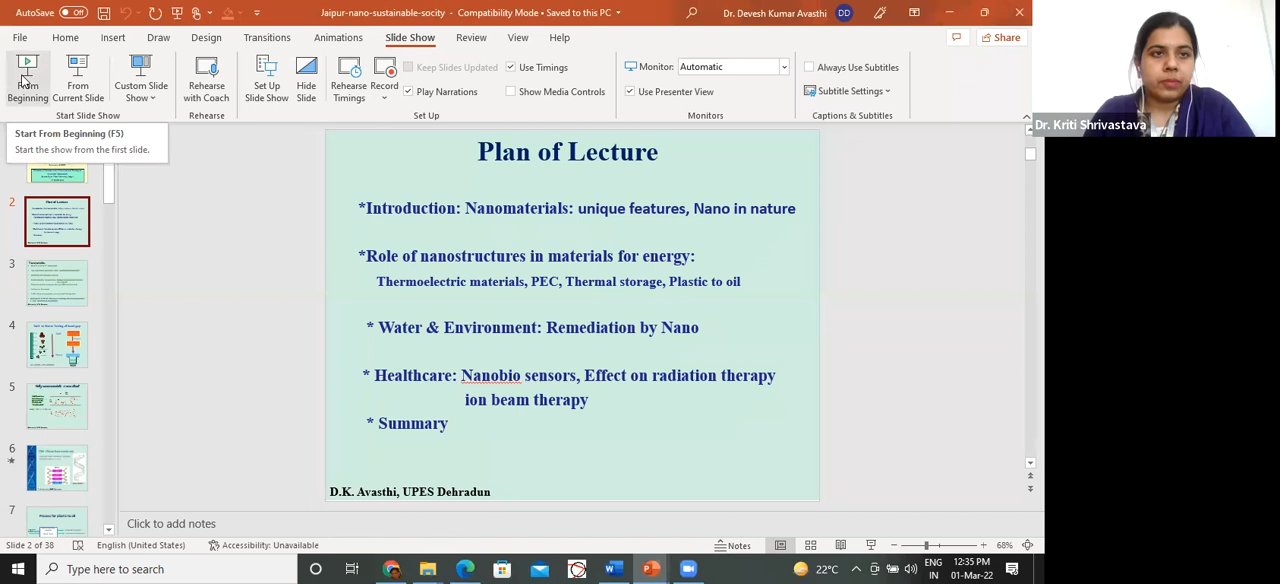 AutoSave Off Jaipur-nano-sustainable-socity - Compatibility Mode • Saved to this PC Dr. Devesh Kumar Avasthi DD
File Home Insert Draw Design Transitions Animations Slide Show Review View Help Share
From Beginning
From Current Slide
Custom Slide Show
Rehearse with Coach
Set Up Slide Show
Hide Slide
Rehearse Timings
Record
Keep Slides Updated
Play Narrations
Use Timings
Show Media Controls
Monitor: Automatic
Use Presenter View
Always Use Subtitles
Subtitle Settings
Start Slide Show Rehearse Set Up Monitors Captions & Subtitles
Start From Beginning (F5)
Start the show from the first slide.
Dr. Kriti Shrivastava
2
Plan of Lecture
3
4
5
6
7
Plan of Lecture
*Introduction: Nanomaterials: unique features, Nano in nature
*Role of nanostructures in materials for energy:
Thermoelectric materials, PEC, Thermal storage, Plastic to oil
* Water & Environment: Remediation by Nano
* Healthcare: Nanobio sensors, Effect on radiation therapy
ion beam therapy
* Summary
D.K. Avasthi, UPES Dehradun
Click to add notes
Slide 2 of 38 English (United States) Accessibility: Unavailable Notes 68%
Type here to search
22°C
ENG
IN
12:35 PM
01-Mar-22